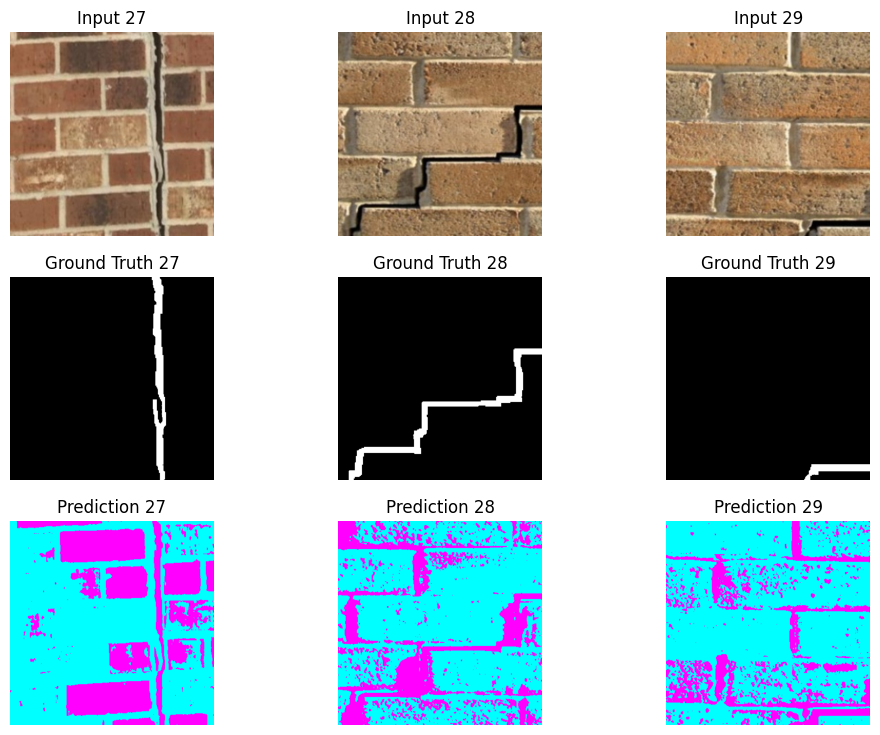 Input 27
Input 28
Input 29
Ground Truth 27
Ground Truth 28
Ground Truth 29
Prediction 27
Prediction 28
Prediction 29